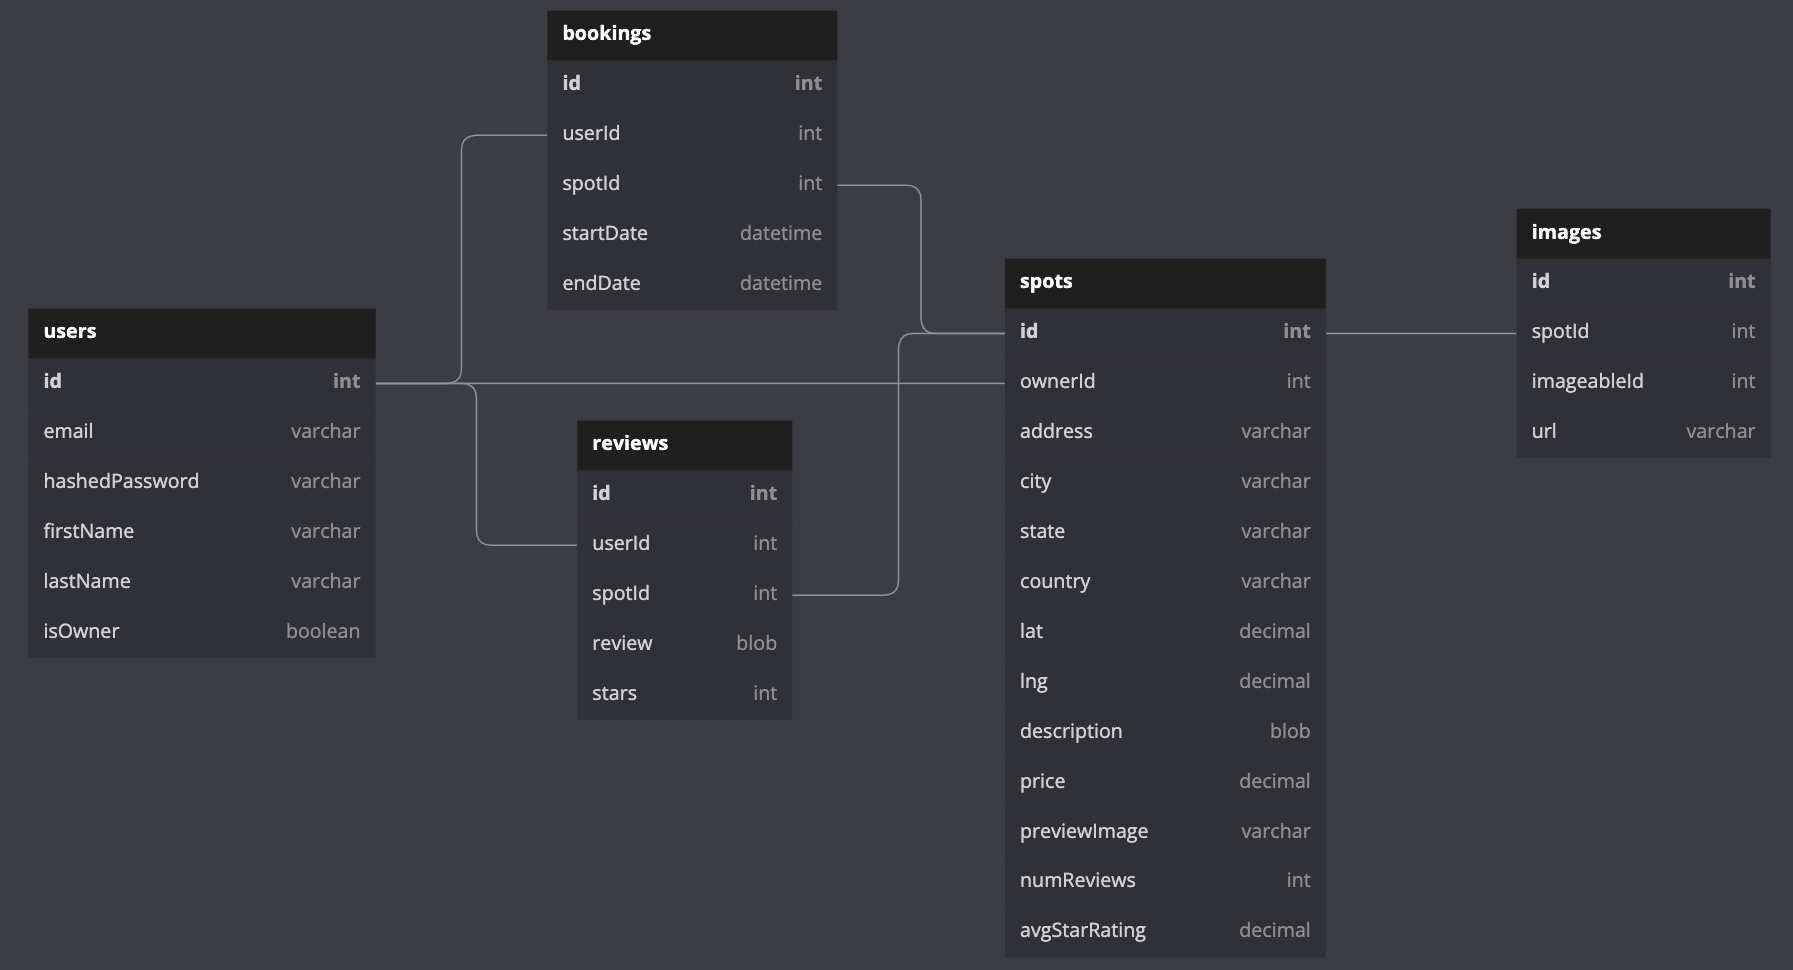 bookings
id int
userId int
spotId int
startDate datetime
endDate datetime
users
id int
email varchar
hashedPassword varchar
firstName varchar
lastName varchar
isOwner boolean
reviews
id int
userId int
spotId int
review blob
stars int
spots
id int
ownerId int
address varchar
city varchar
state varchar
country varchar
lat decimal
lng decimal
description blob
price decimal
previewImage varchar
numReviews int
avgStarRating decimal
images
id int
spotId int
imageableId int
url varchar